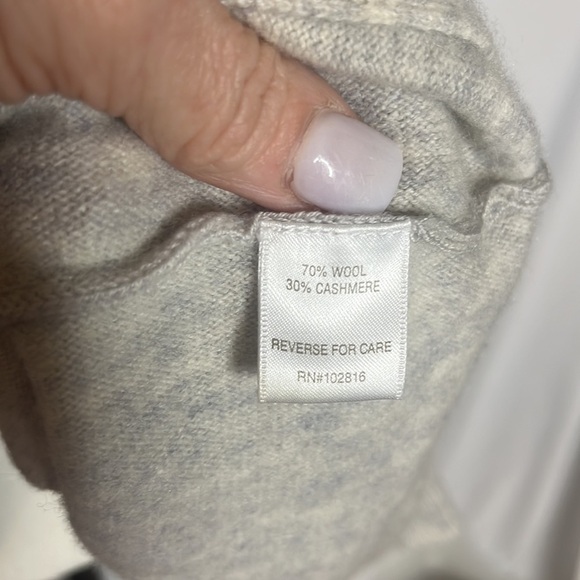 70% WOOL
30% CASHMERE
REVERSE FOR CARE
RN#102816